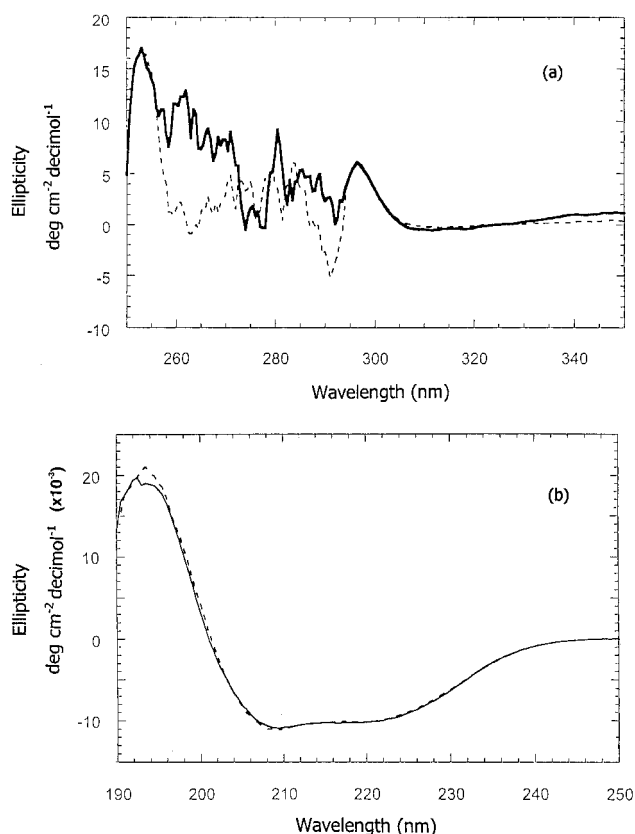 20
15
10
5
0
-5
-10
(a)
Ellipticity
deg cm⁻² decimol⁻¹
260
280
300
320
340
Wavelength (nm)
20
10
0
-10
(b)
Ellipticity
deg cm⁻² decimol⁻¹ (x10⁻³)
190
200
210
220
230
240
250
Wavelength (nm)